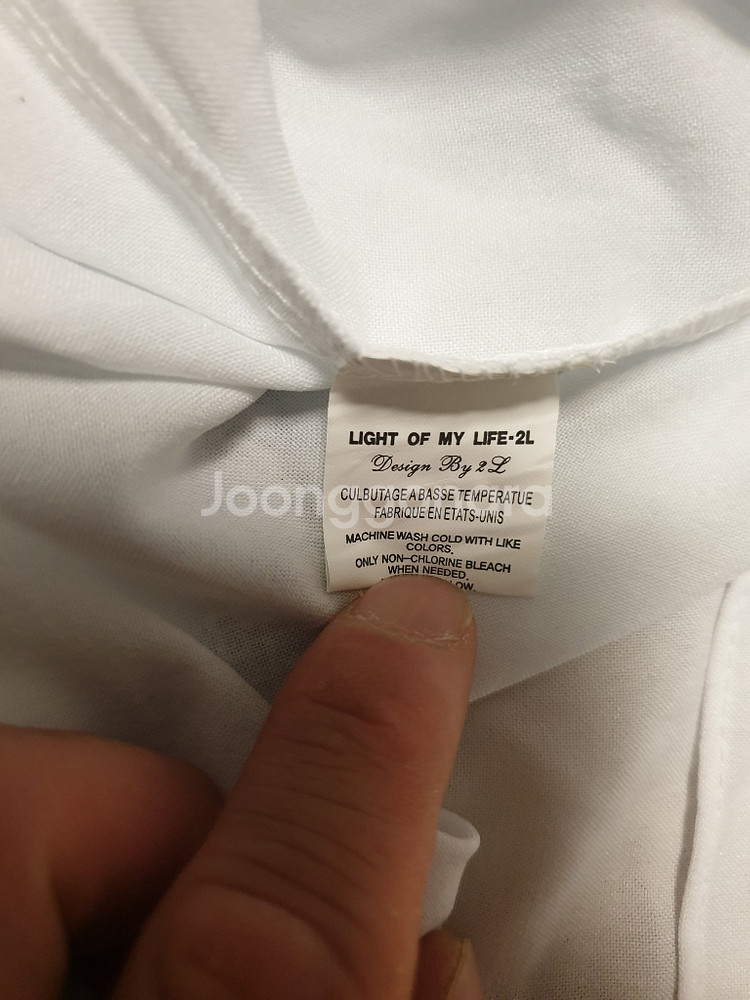 LIGHT OF MY LIFE-2L
Design By 2L
CULBUTAGE A BASSE TEMPERATUE
FABRIQUE EN ETATS-UNIS
MACHINE WASH COLD WITH LIKE
COLORS.
ONLY NON-CHLORINE BLEACH
WHEN NEEDED.
Joonggonara